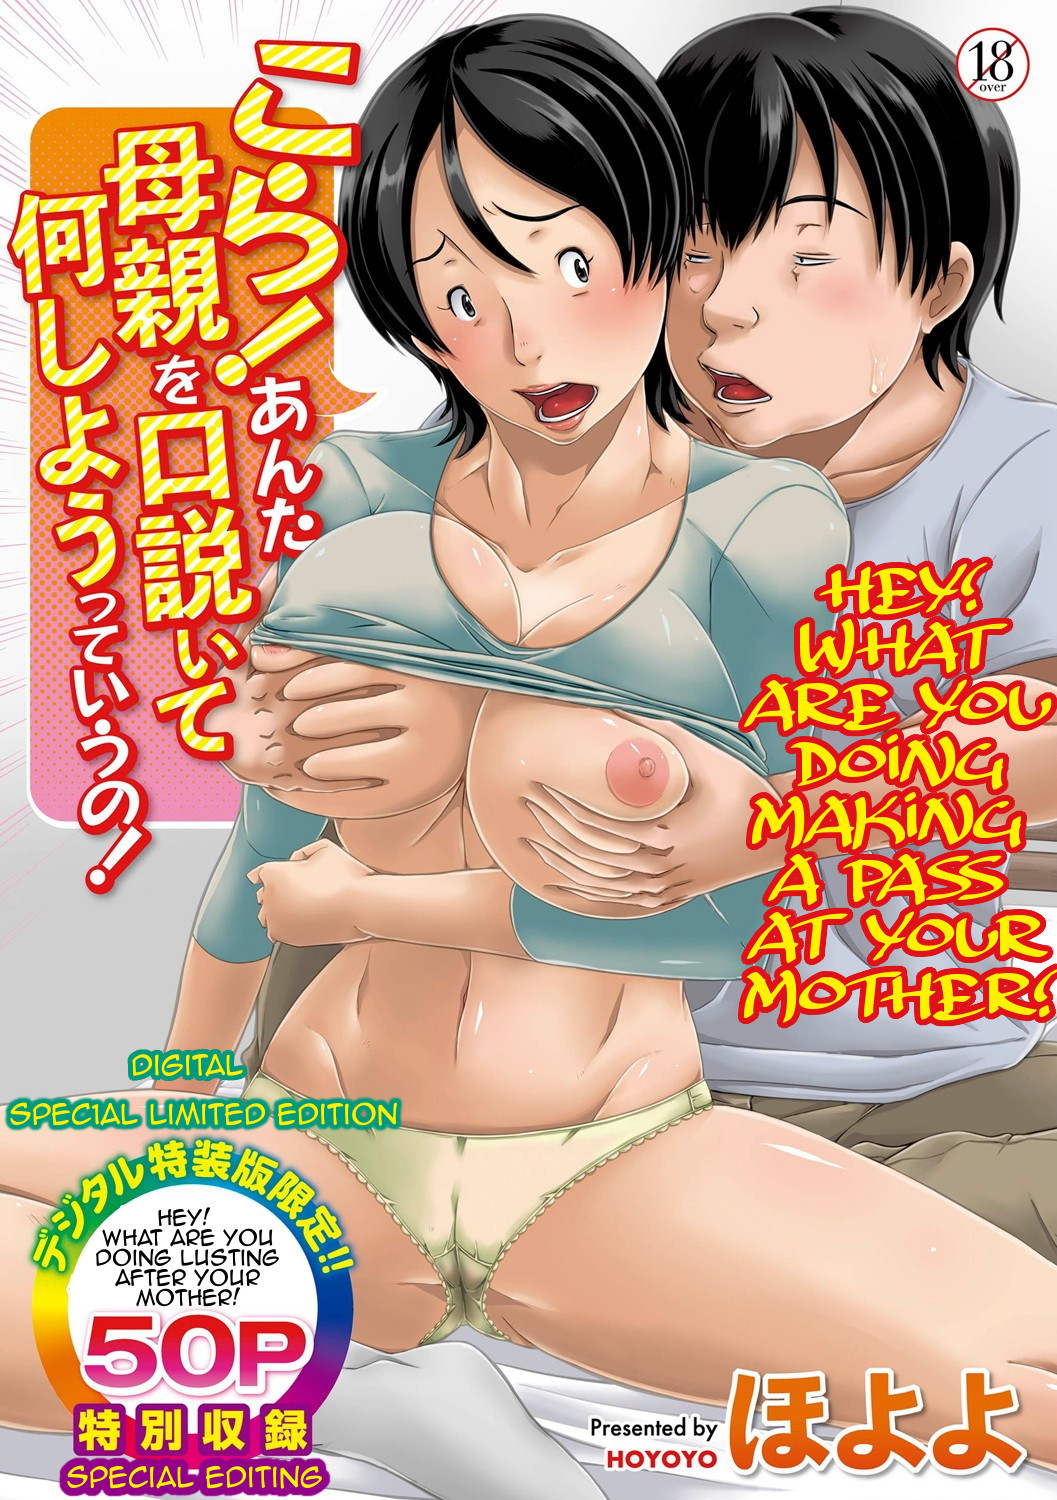 18
over
こら！あんた
母親を口説いて
何しようっていうの！
HEY!
WHAT
ARE YOU
DOING
MAKING
A PASS
AT YOUR
MOTHER?
DIGITAL
SPECIAL LIMITED EDITION
デジタル特装版限定!!
HEY!
WHAT ARE YOU
DOING LUSTING
AFTER YOUR
MOTHER!
50P
特別収録
SPECIAL EDITING
Presented by
HOYOYO
ほよよ